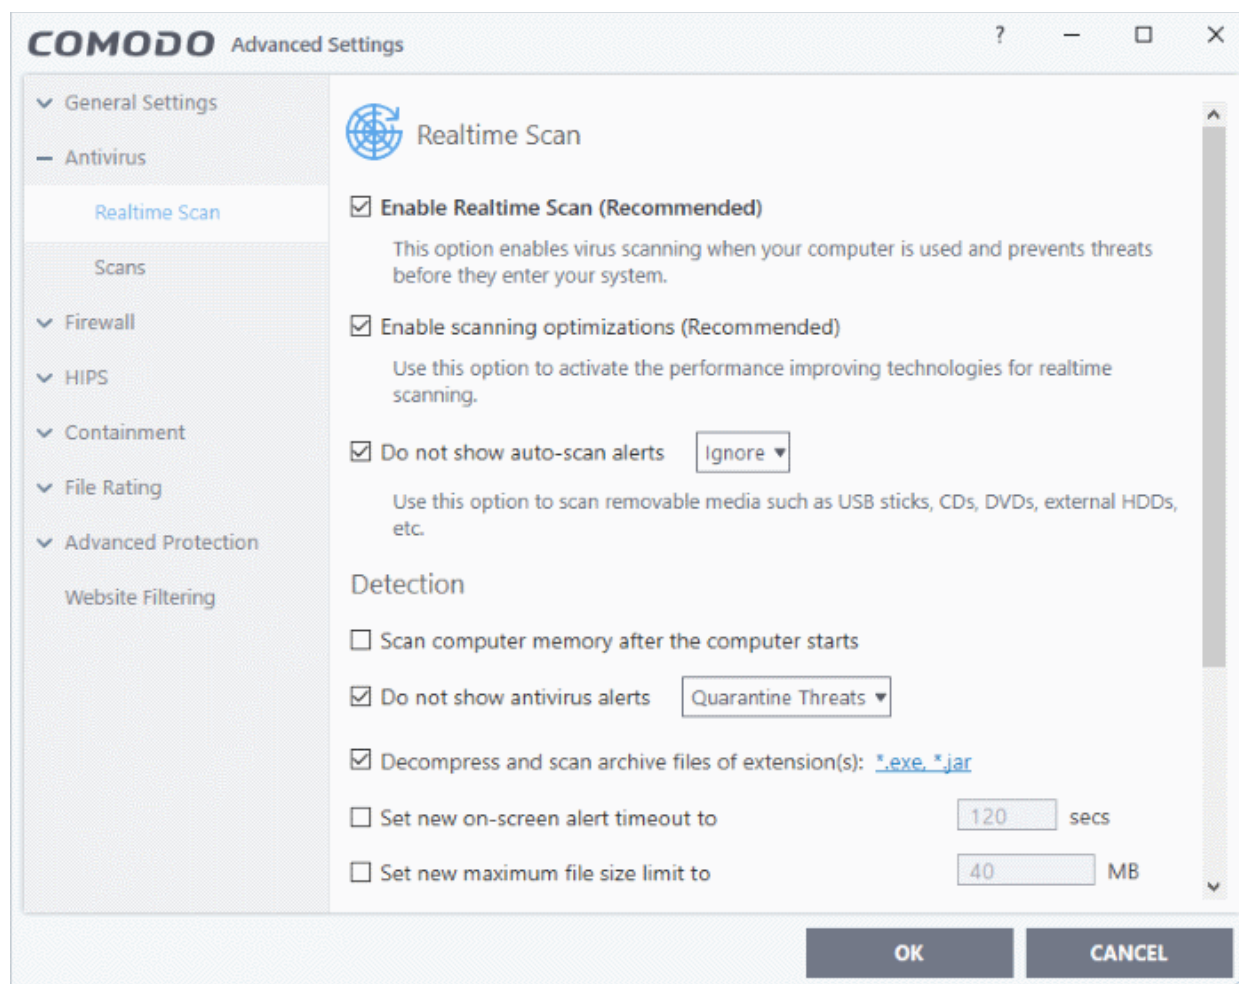 COMODO Advanced Settings
?
General Settings
Antivirus
Realtime Scan
Scans
Firewall
HIPS
Containment
File Rating
Advanced Protection
Website Filtering
Realtime Scan
Enable Realtime Scan (Recommended)
This option enables virus scanning when your computer is used and prevents threats
before they enter your system.
Enable scanning optimizations (Recommended)
Use this option to activate the performance improving technologies for realtime
scanning.
Do not show auto-scan alerts Ignore
Use this option to scan removable media such as USB sticks, CDs, DVDs, external HDDs,
etc.
Detection
Scan computer memory after the computer starts
Do not show antivirus alerts Quarantine Threats
Decompress and scan archive files of extension(s): *.exe, *.jar
Set new on-screen alert timeout to 120 secs
Set new maximum file size limit to 40 MB
OK CANCEL